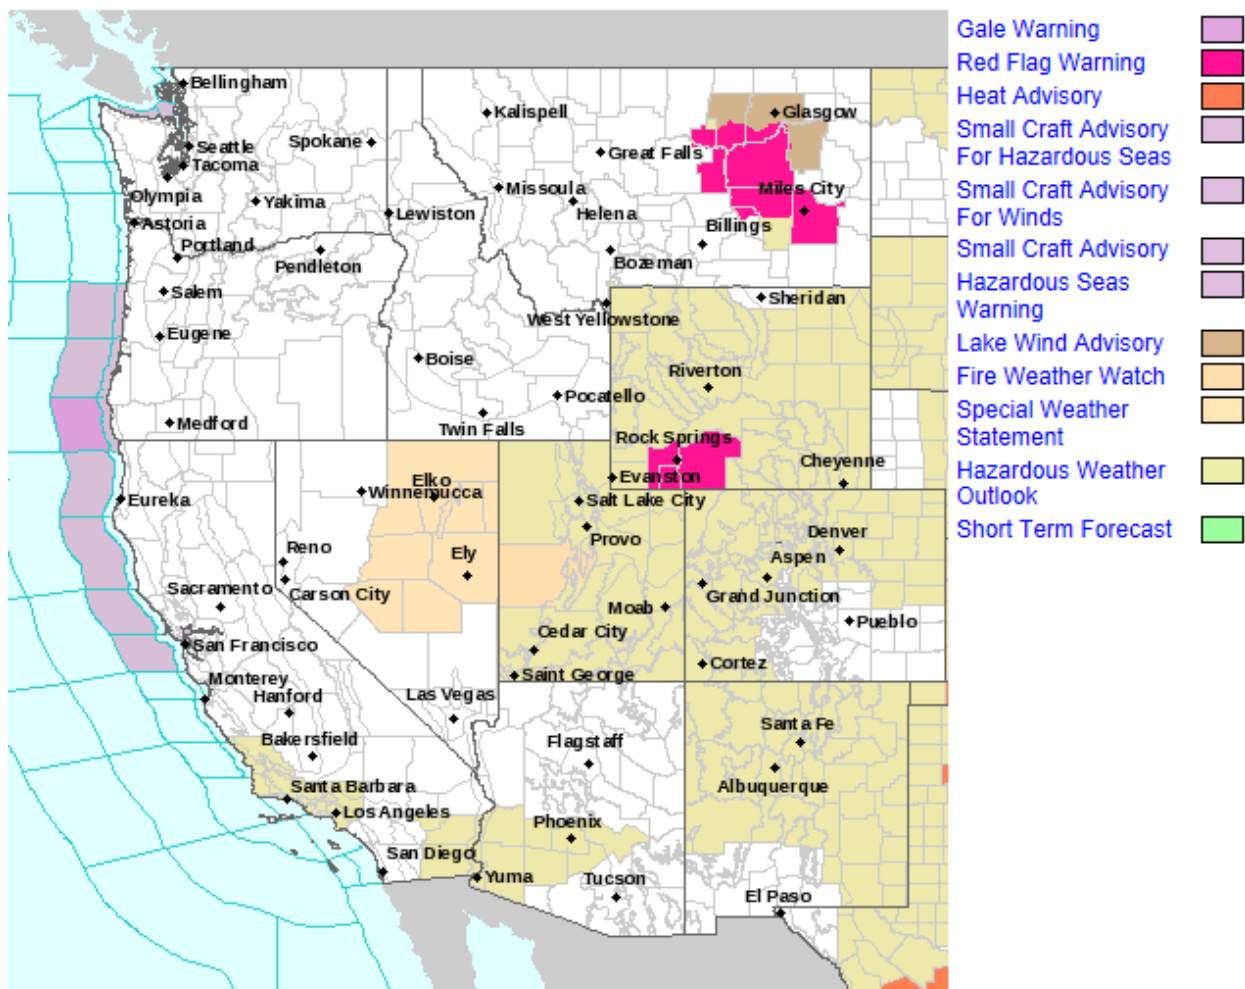 Gale Warning
Red Flag Warning
Heat Advisory
Small Craft Advisory
For Hazardous Seas
Small Craft Advisory
For Winds
Small Craft Advisory
Hazardous Seas
Warning
Lake Wind Advisory
Fire Weather Watch
Special Weather
Statement
Hazardous Weather
Outlook
Short Term Forecast
Bellingham
Kalispell
Glasgow
Seattle
Spokane
Great Falls
Tacoma
Olympia
Yakima
Missoula
Miles City
Astoria
Lewiston
Helena
Billings
Portland
Pendleton
Bozeman
Salem
Sheridan
West Yellowstone
Eugene
Boise
Riverton
Pocatello
Medford
Twin Falls
Rock Springs
Cheyenne
Elko
Evanston
Winnemucca
Eureka
Salt Lake City
Denver
Provo
Reno
Ely
Aspen
Sacramento
Carson City
Grand Junction
Moab
Pueblo
Cedar City
San Francisco
Cortez
Saint George
Monterey
Hanford
Las Vegas
Santa Fe
Bakersfield
Flagstaff
Santa Barbara
Albuquerque
Los Angeles
Phoenix
San Diego
Yuma
Tucson
El Paso